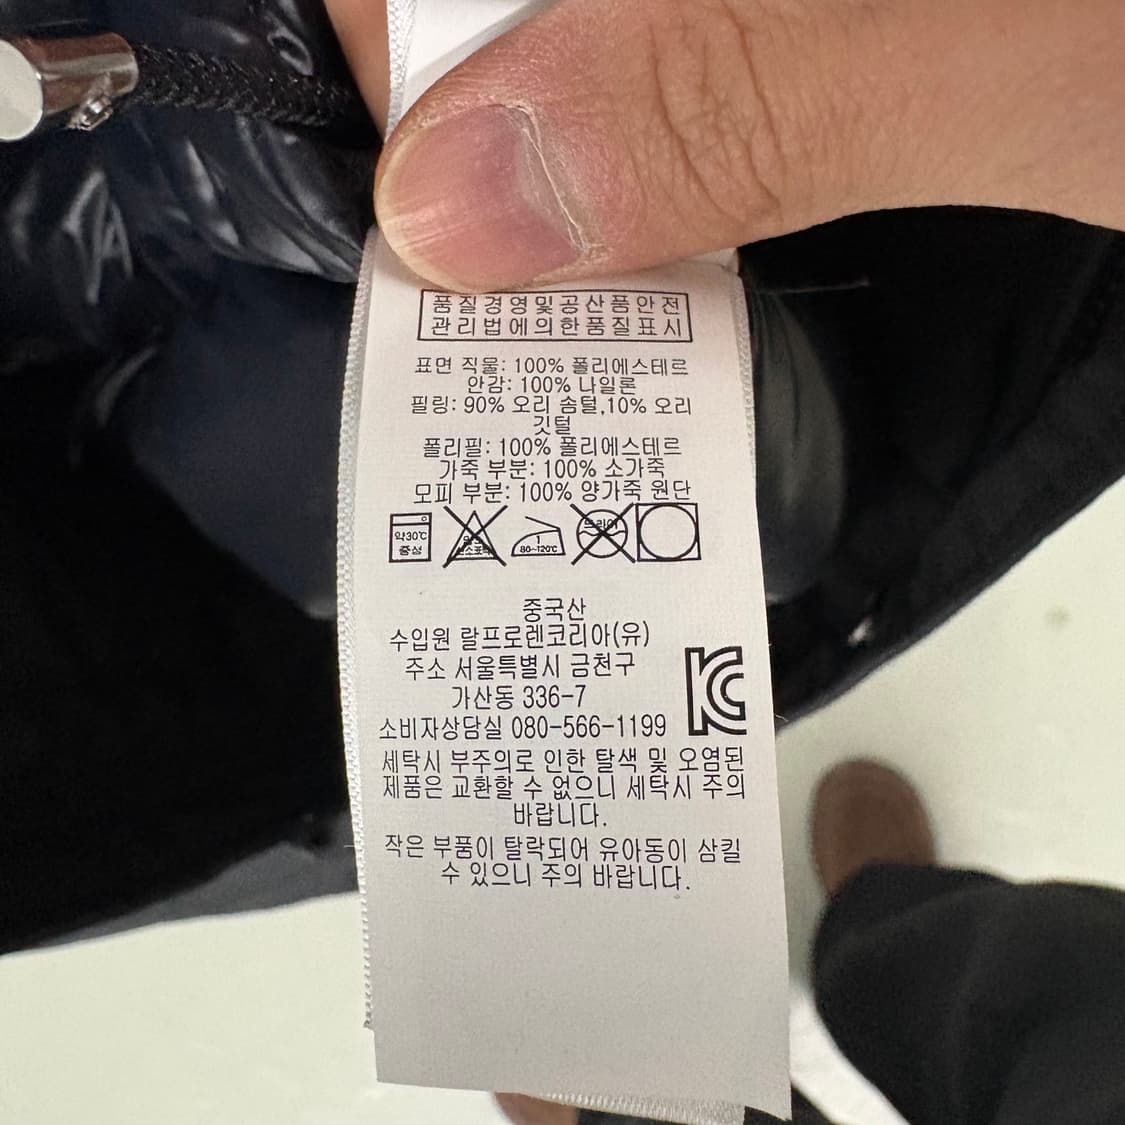 품질경영및공산품안전
관리법에의한품질표시
표면 직물: 100% 폴리에스테르
안감: 100% 나일론
필링: 90% 오리 솜털,10% 오리
깃털
폴리필: 100% 폴리에스테르
가죽 부분: 100% 소가죽
모피 부분: 100% 양가죽 원단
약30℃
중성
드라이
산소표백
1
80~120℃
중국산
수입원 랄프로렌코리아(유)
주소 서울특별시 금천구
가산동 336-7
소비자상담실 080-566-1199
세탁시 부주의로 인한 탈색 및 오염된
제품은 교환할 수 없으니 세탁시 주의
바랍니다.
작은 부품이 탈락되어 유아동이 삼킬
수 있으니 주의 바랍니다.